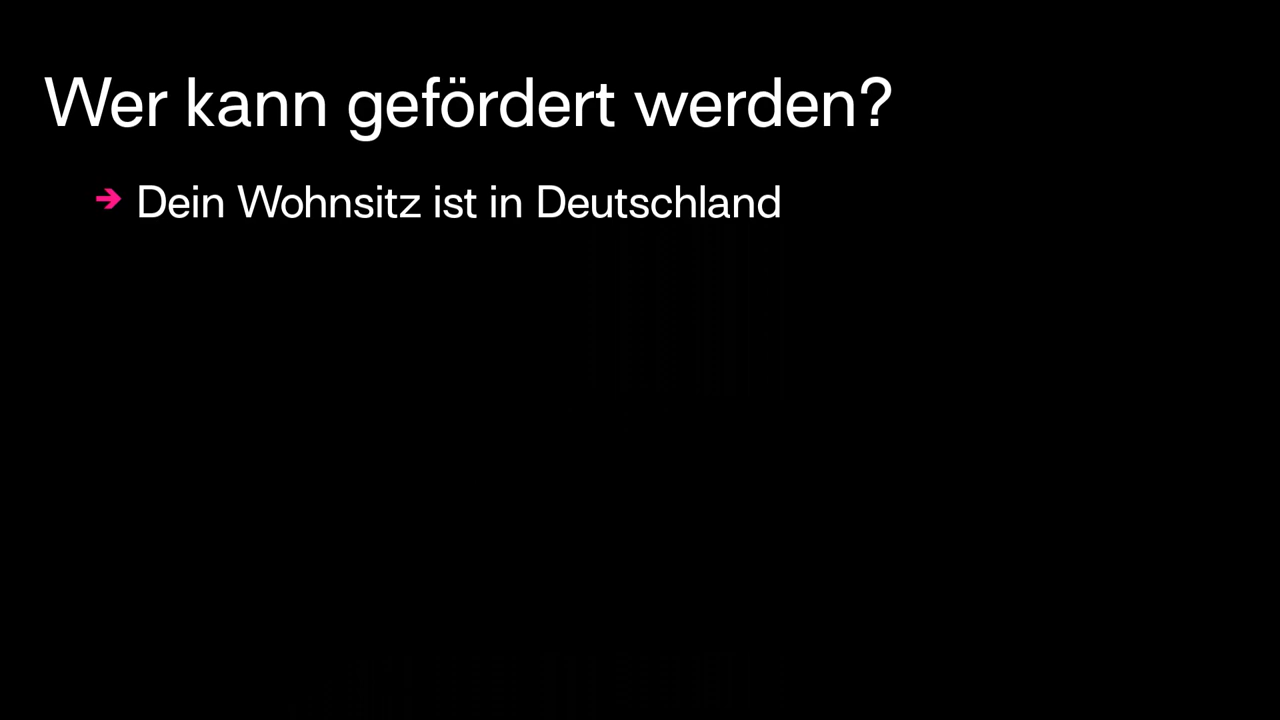 Wer kann gefördert werden?
➔ Dein Wohnsitz ist in Deutschland